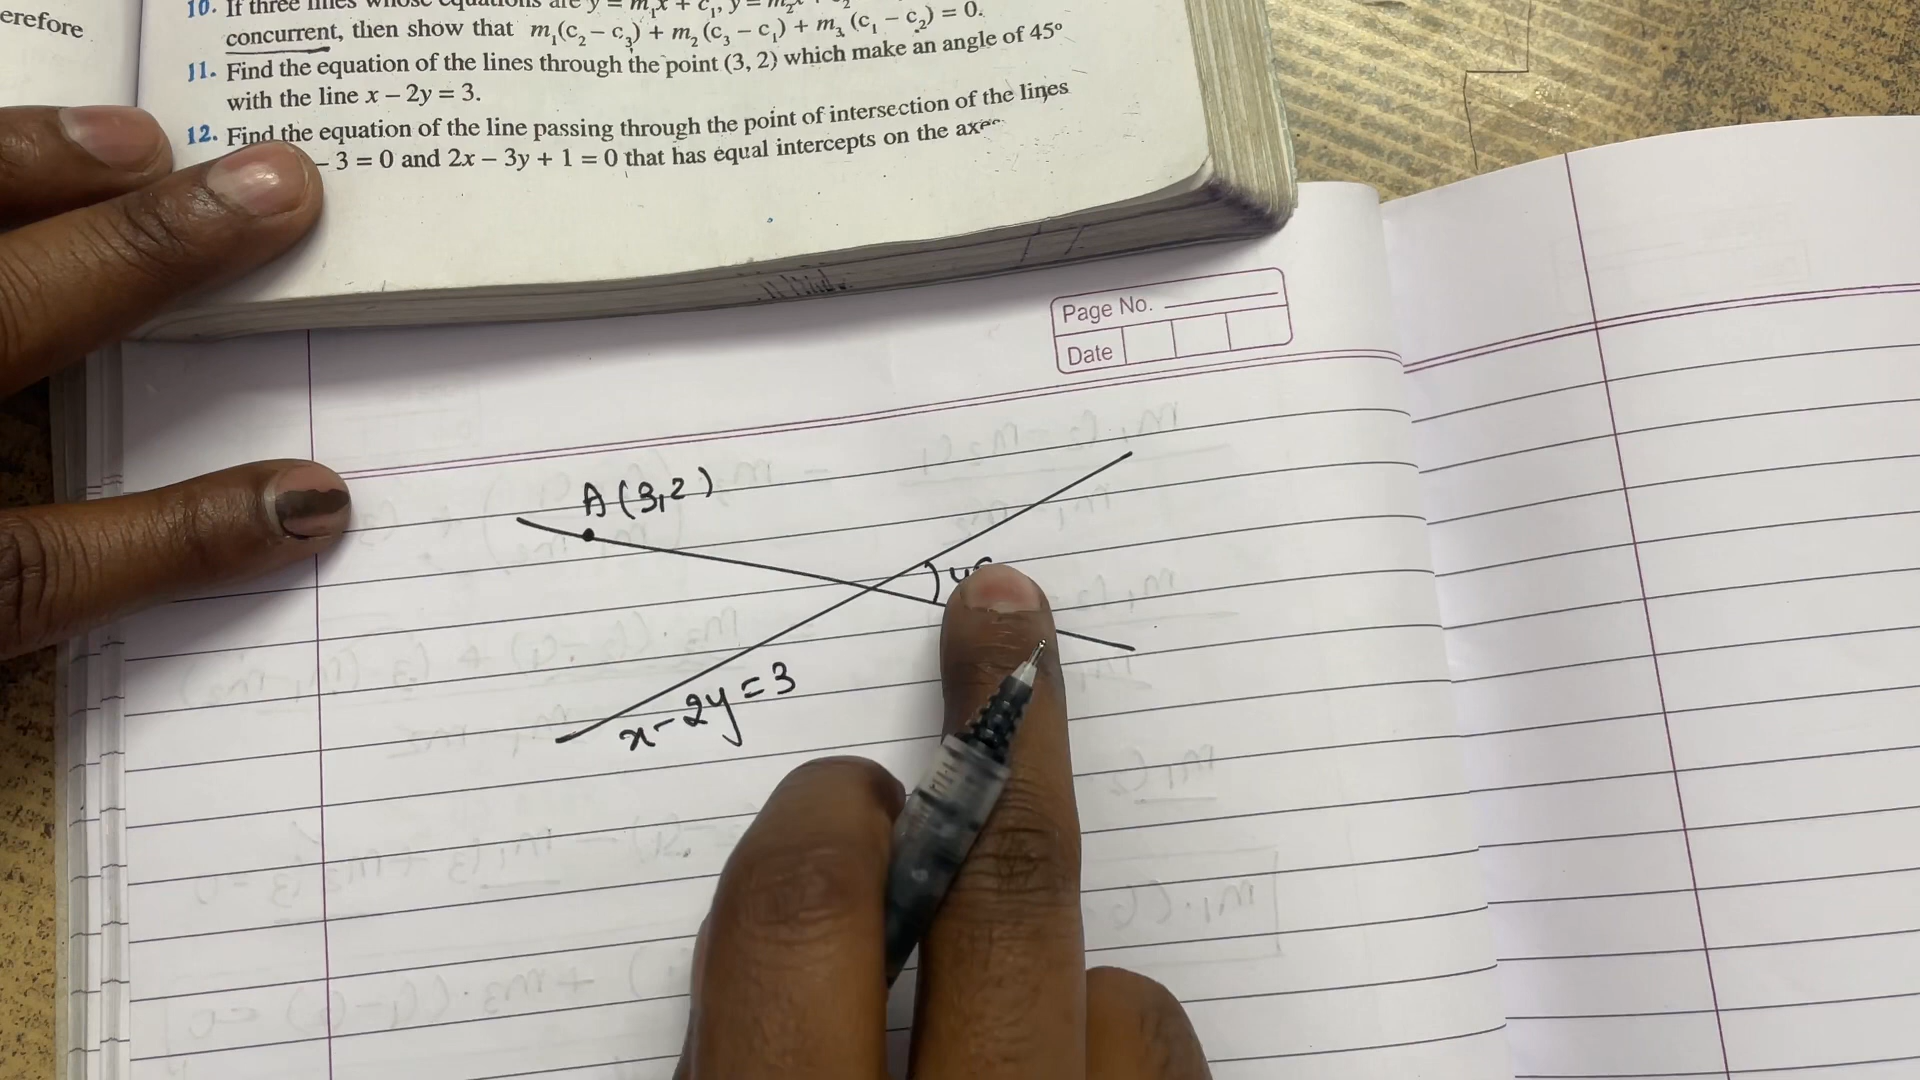 erefore
10. If three lines whose equations are y = m₁x + c₁, y = m₂x +
concurrent, then show that m₁(c₂ – c₃) + m₂ (c₃ – c₁) + m₃ (c₁ – c₂) = 0.
11. Find the equation of the lines through the point (3, 2) which make an angle of 45°
with the line x – 2y = 3.
12. Find the equation of the line passing through the point of intersection of the lines
– 3 = 0 and 2x – 3y + 1 = 0 that has equal intercepts on the
Page No.
Date
A (3,2)
x – 2y = 3